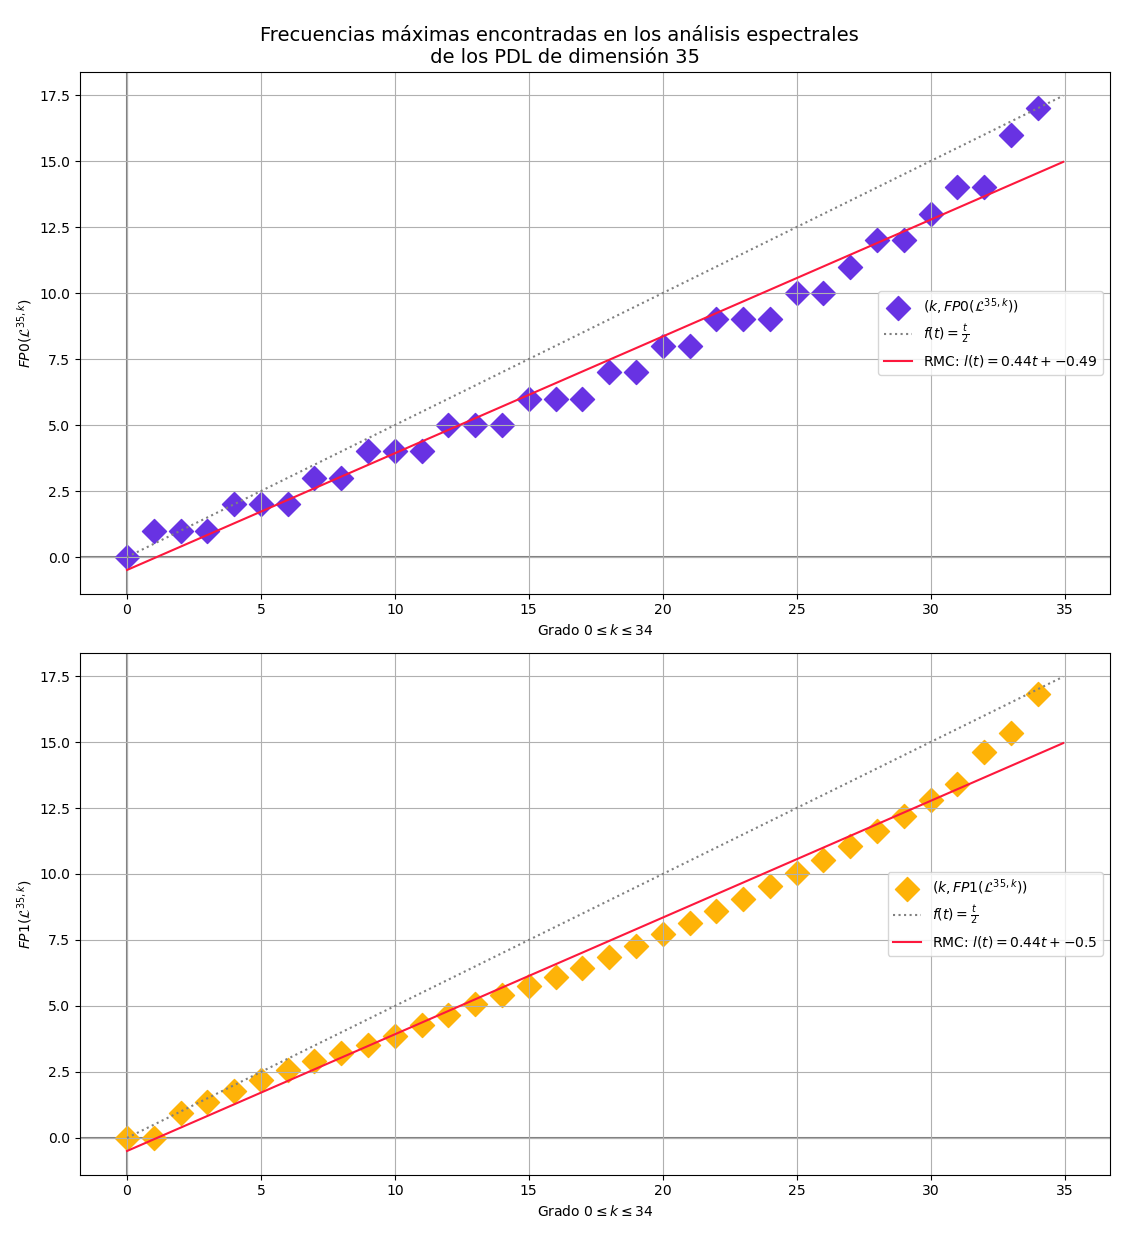 Frecuencias máximas encontradas en los análisis espectrales
de los PDL de dimensión 35
17.5
15.0
12.5
10.0
7.5
5.0
2.5
0.0
FP0(ℒ^{35,k})
(k, FP0(ℒ^{35,k}))
f(t) = t/2
RMC: l(t) = 0.44t + −0.49
0 5 10 15 20 25 30 35
Grado 0 ≤ k ≤ 34
17.5
15.0
12.5
10.0
7.5
5.0
2.5
0.0
FP1(ℒ^{35,k})
(k, FP1(ℒ^{35,k}))
f(t) = t/2
RMC: l(t) = 0.44t + −0.5
0 5 10 15 20 25 30 35
Grado 0 ≤ k ≤ 34